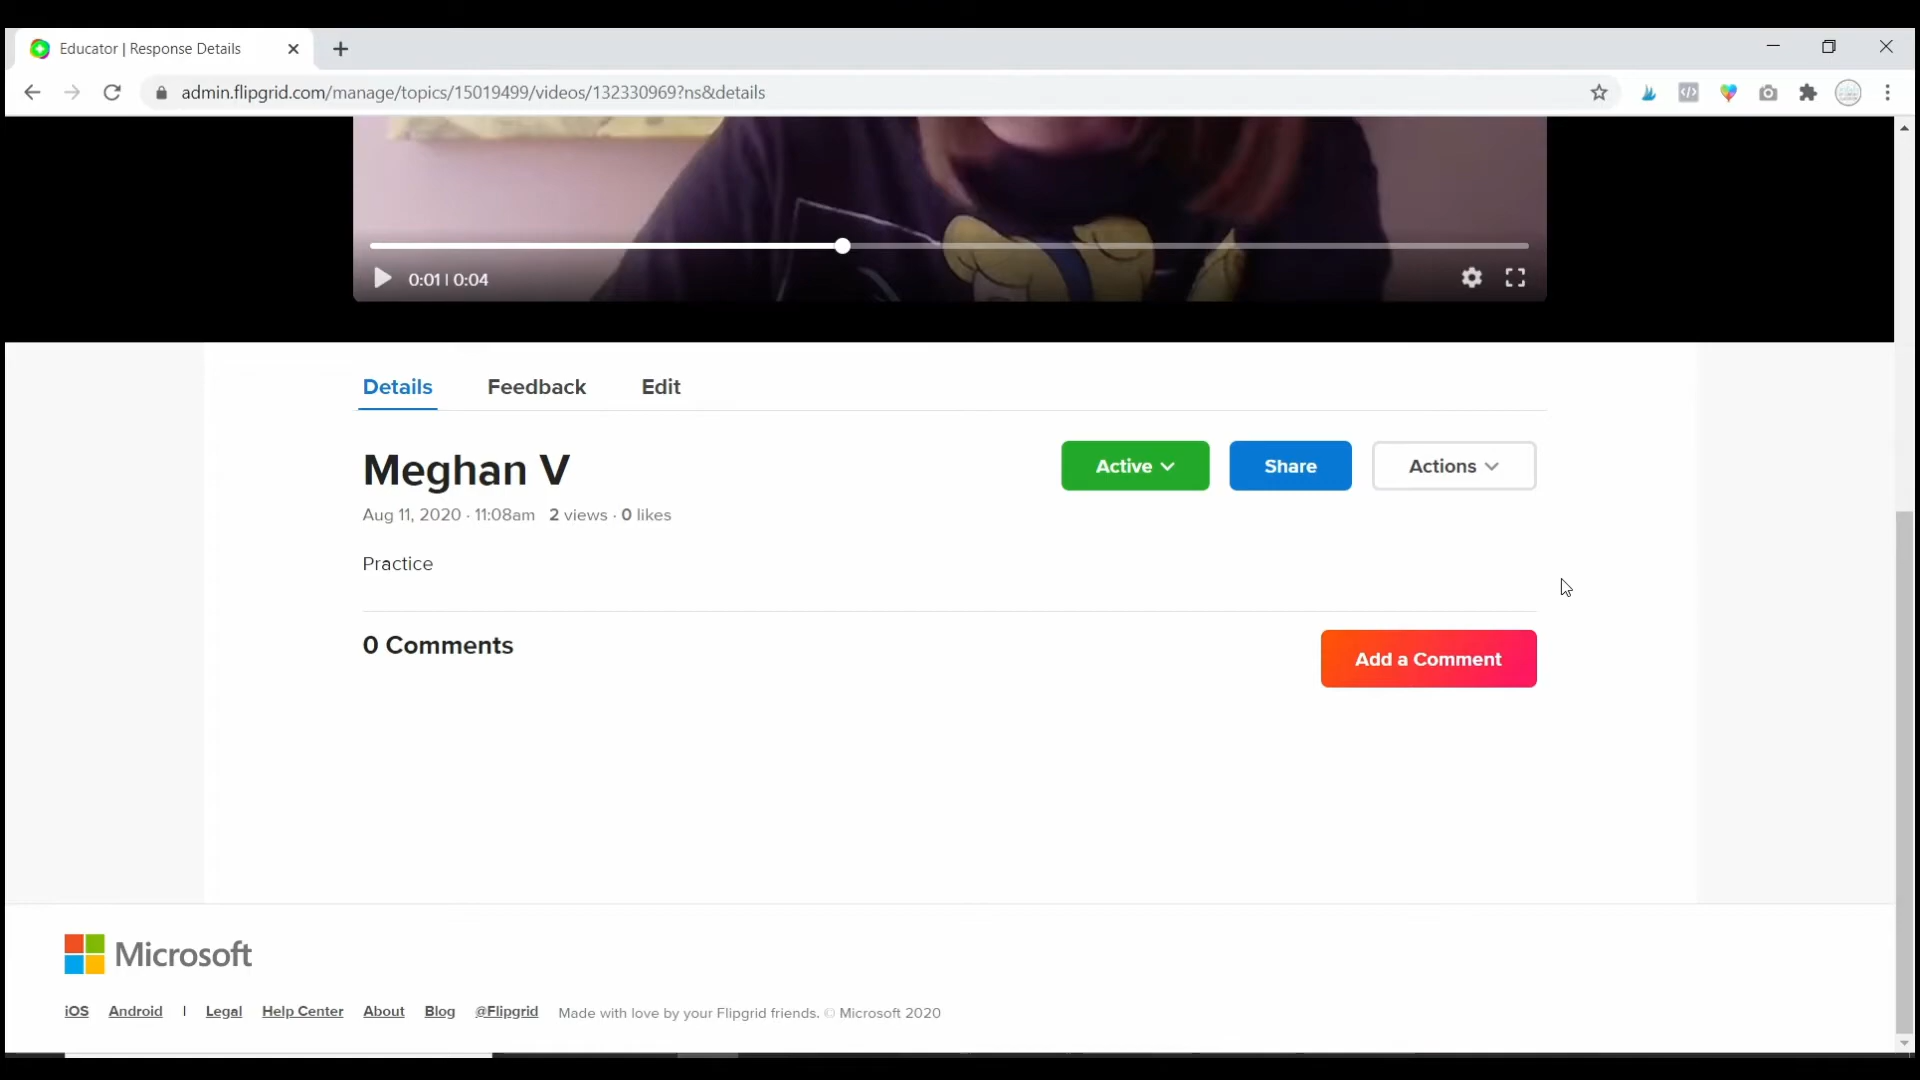 Educator | Response Details
admin.flipgrid.com/manage/topics/15019499/videos/132330969?ns&details
0:01 | 0:04
Details Feedback Edit
Meghan V Active Share Actions
Aug 11, 2020 · 11:08am 2 views · 0 likes
Practice
0 Comments Add a Comment
Microsoft
iOS Android | Legal Help Center About Blog @Flipgrid Made with love by your Flipgrid friends. © Microsoft 2020